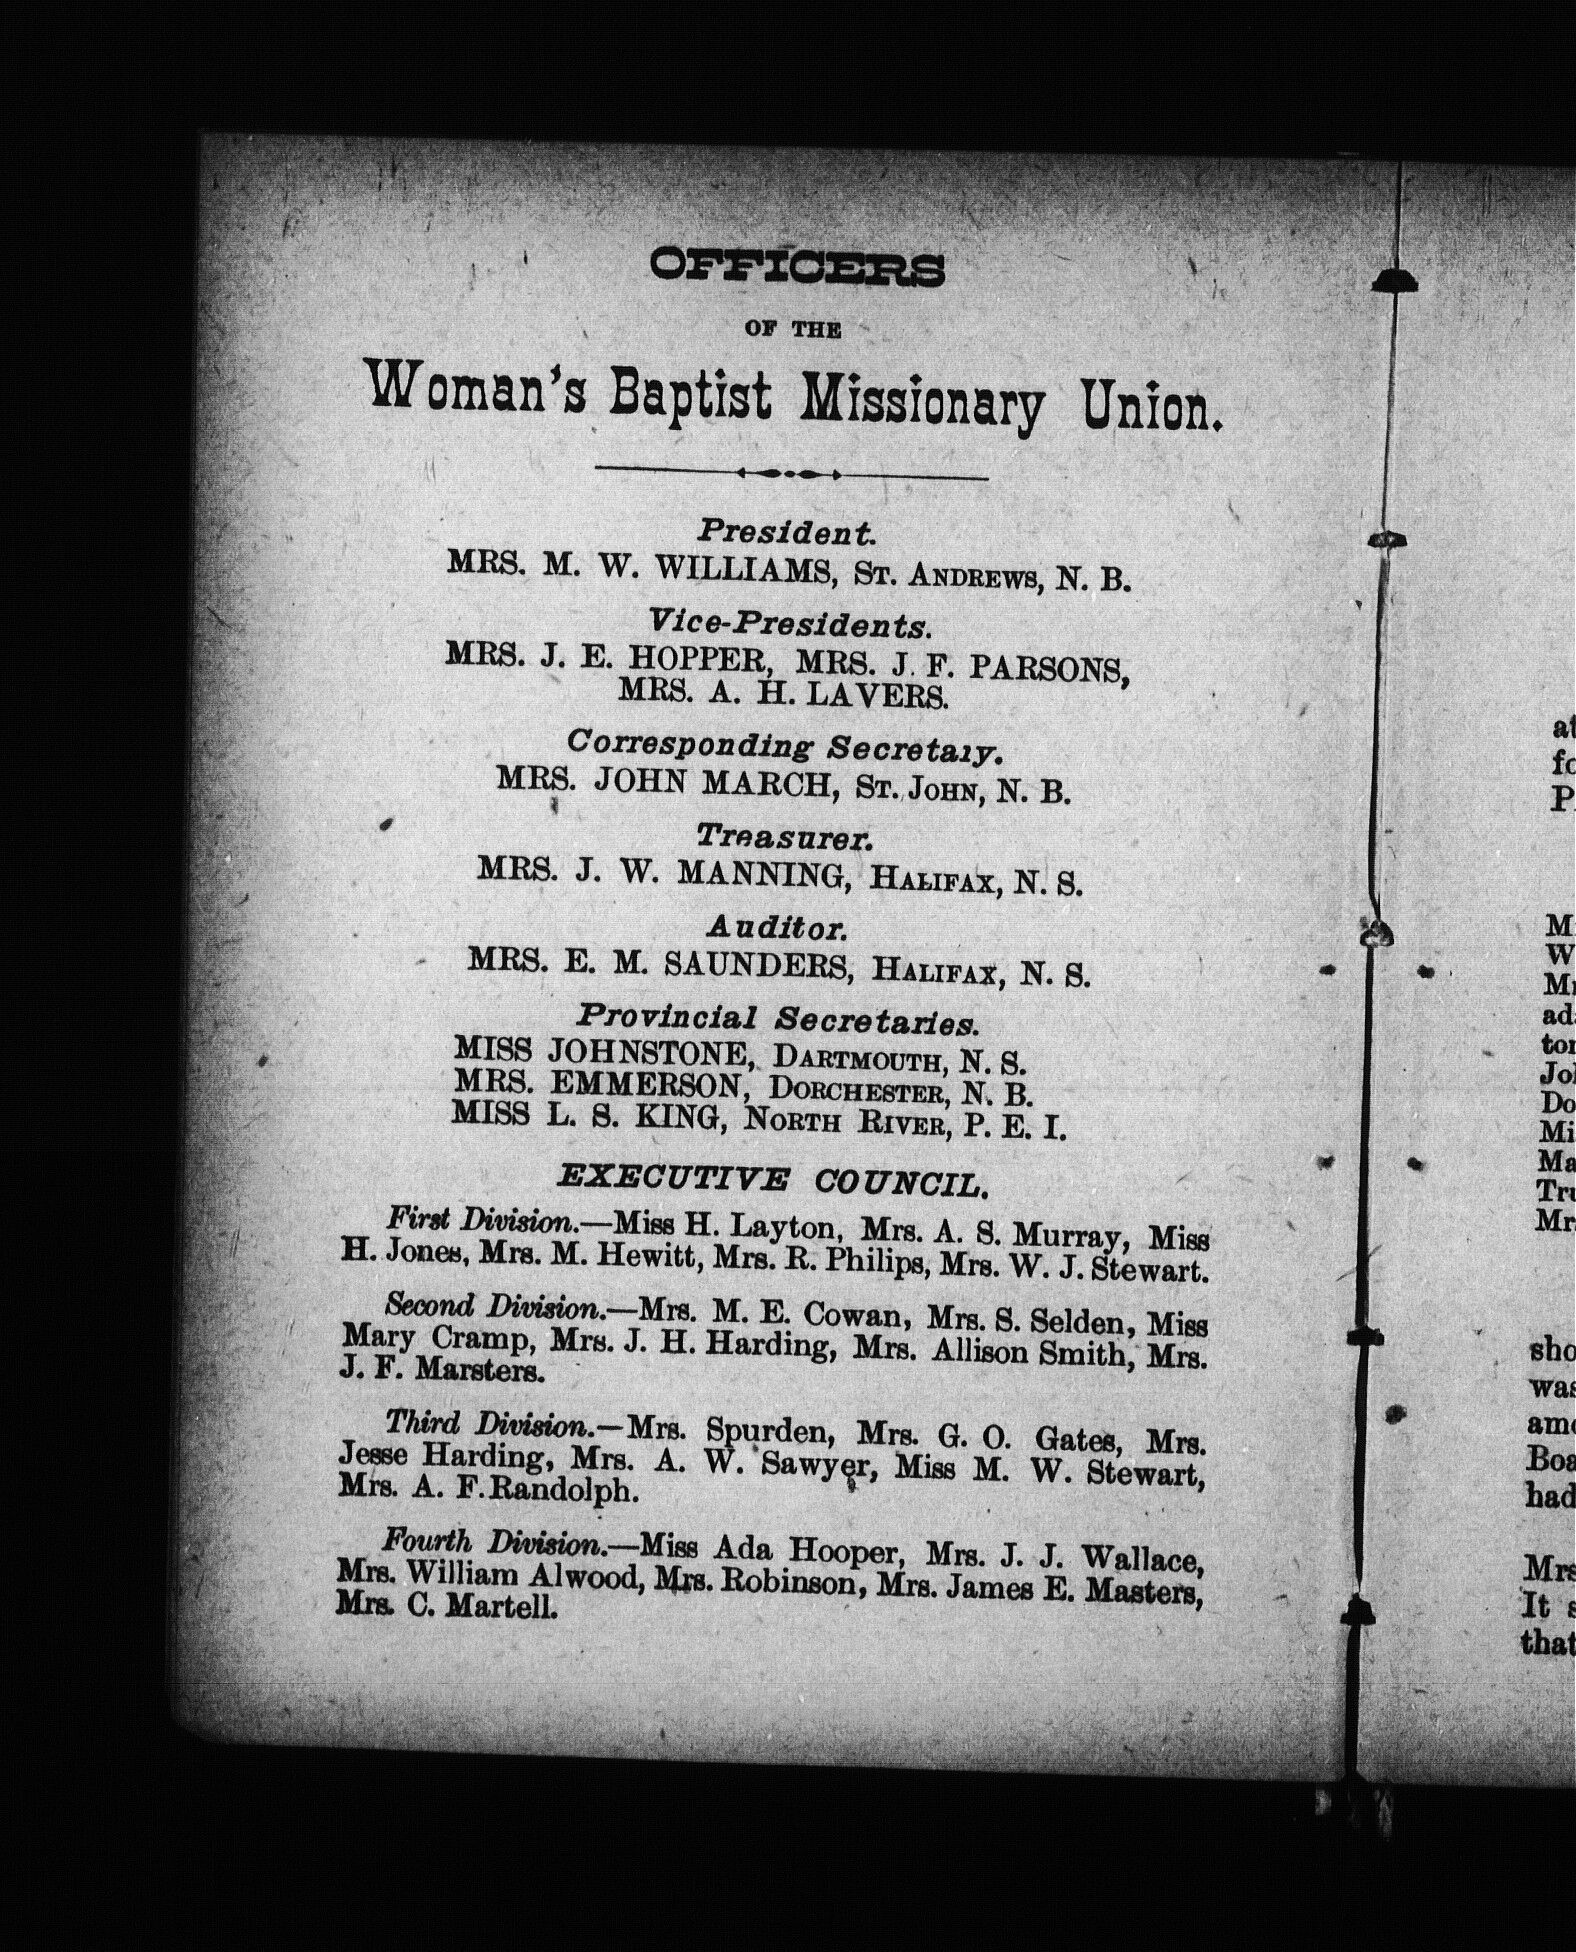 OFFICERS
OF THE
Woman's Baptist Missionary Union.
President.
MRS. M. W. WILLIAMS, ST. ANDREWS, N. B.
Vice-Presidents.
MRS. J. E. HOPPER, MRS. J. F. PARSONS,
MRS. A. H. LAVERS.
Corresponding Secretary.
MRS. JOHN MARCH, ST. JOHN, N. B.
Treasurer.
MRS. J. W. MANNING, HALIFAX, N. S.
Auditor.
MRS. E. M. SAUNDERS, HALIFAX, N. S.
Provincial Secretaries.
MISS JOHNSTONE, DARTMOUTH, N. S.
MRS. EMMERSON, DORCHESTER, N. B.
MISS L. S. KING, NORTH RIVER, P. E. I.
EXECUTIVE COUNCIL.
First Division.—Miss H. Layton, Mrs. A. S. Murray, Miss
H. Jones, Mrs. M. Hewitt, Mrs. R. Philips, Mrs. W. J. Stewart.
Second Division.—Mrs. M. E. Cowan, Mrs. S. Selden, Miss
Mary Cramp, Mrs. J. H. Harding, Mrs. Allison Smith, Mrs.
J. F. Marsters.
Third Division.—Mrs. Spurden, Mrs. G. O. Gates, Mrs.
Jesse Harding, Mrs. A. W. Sawyer, Miss M. W. Stewart,
Mrs. A. F. Randolph.
Fourth Division.—Miss Ada Hooper, Mrs. J. J. Wallace,
Mrs. William Alwood, Mrs. Robinson, Mrs. James E. Masters,
Mrs. C. Martell.
had
Mrs
It
that